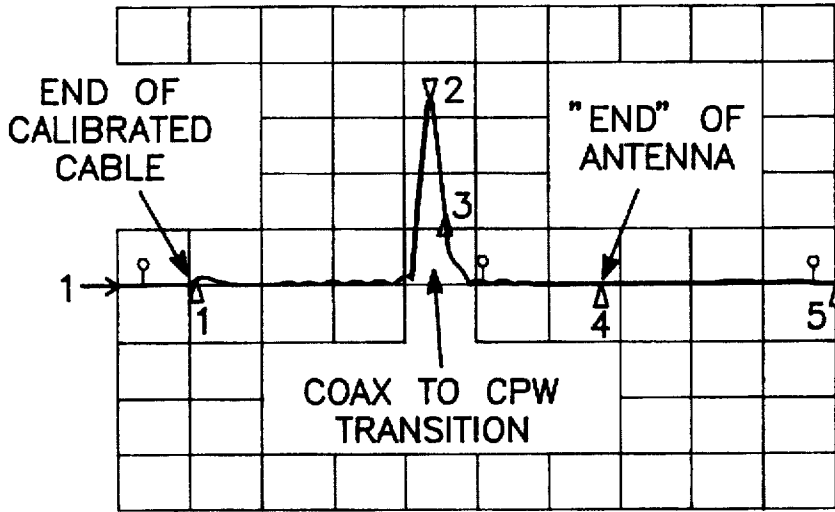 END OF
CALIBRATED
CABLE
2
"END" OF
ANTENNA
3
1
1
4
5
COAX TO CPW
TRANSITION